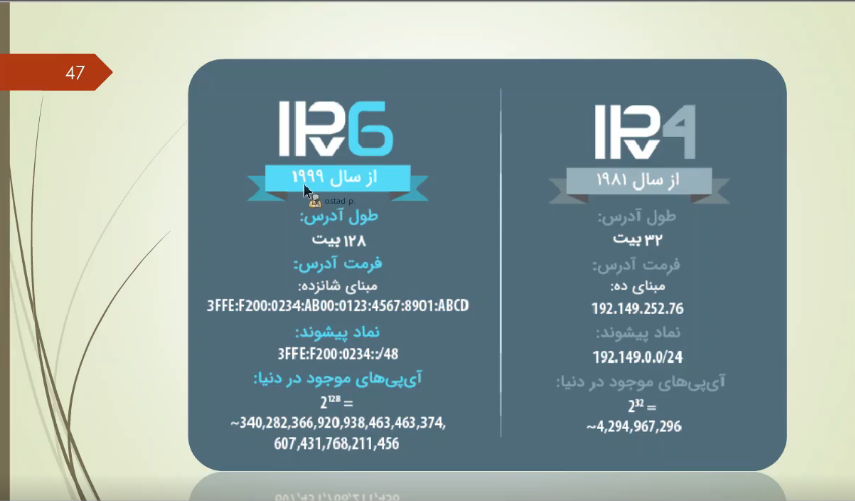 47
IPv4
از سال ۱۹۸۱
طول آدرس:
۳۲ بیت
فرمت آدرس:
مبنای ده:
192.149.252.76
نماد پیشوند:
192.149.0.0/24
آی‌پی‌های موجود در دنیا:
2³² =
~4,294,967,296
IPv6
از سال ۱۹۹۹
ostad p.
طول آدرس:
۱۲۸ بیت
فرمت آدرس:
مبنای شانزده:
3FFE:F200:0234:AB00:0123:4567:8901:ABCD
نماد پیشوند:
3FFE:F200:0234::/48
آی‌پی‌های موجود در دنیا:
2¹²⁸ =
~340,282,366,920,938,463,463,374,
607,431,768,211,456